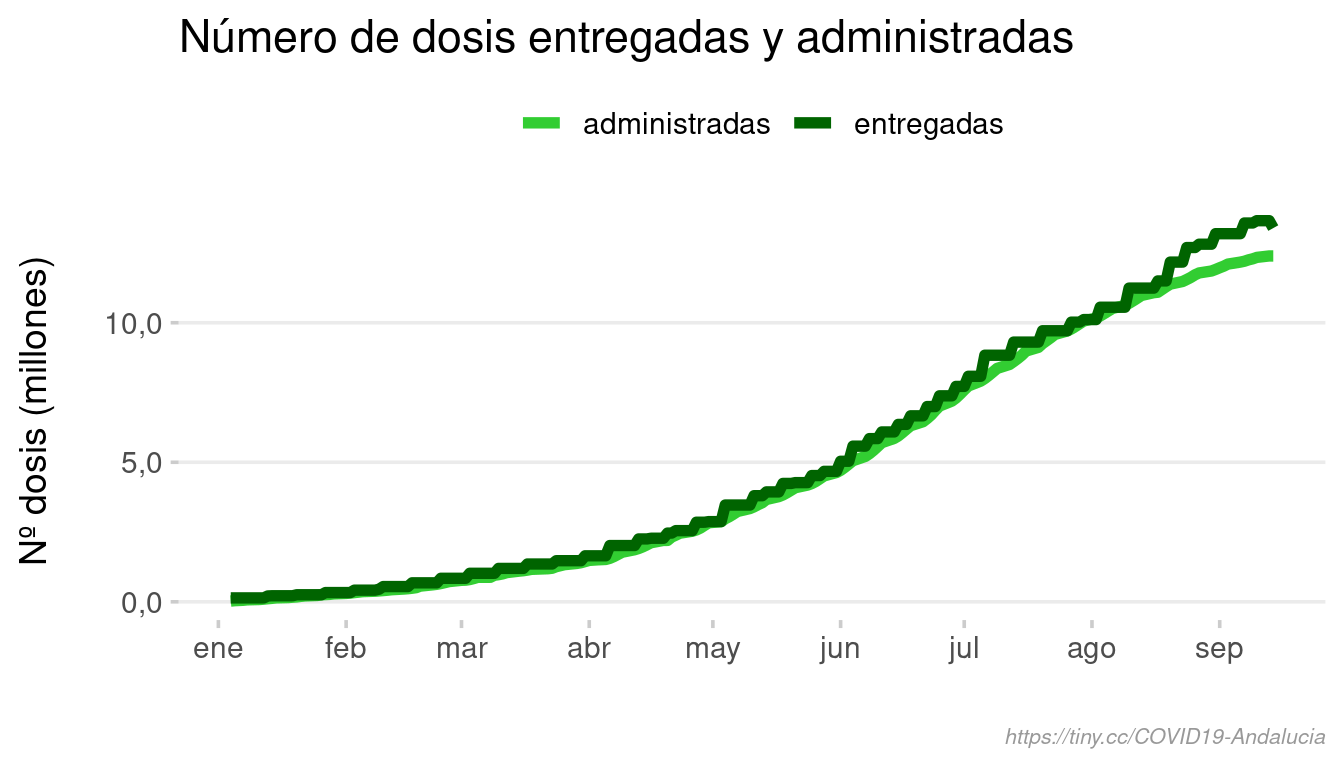 Número de dosis entregadas y administradas
administradas entregadas
Nº dosis (millones)
10,0
5,0
0,0
ene feb mar abr may jun jul ago sep
https://tiny.cc/COVID19-Andalucia